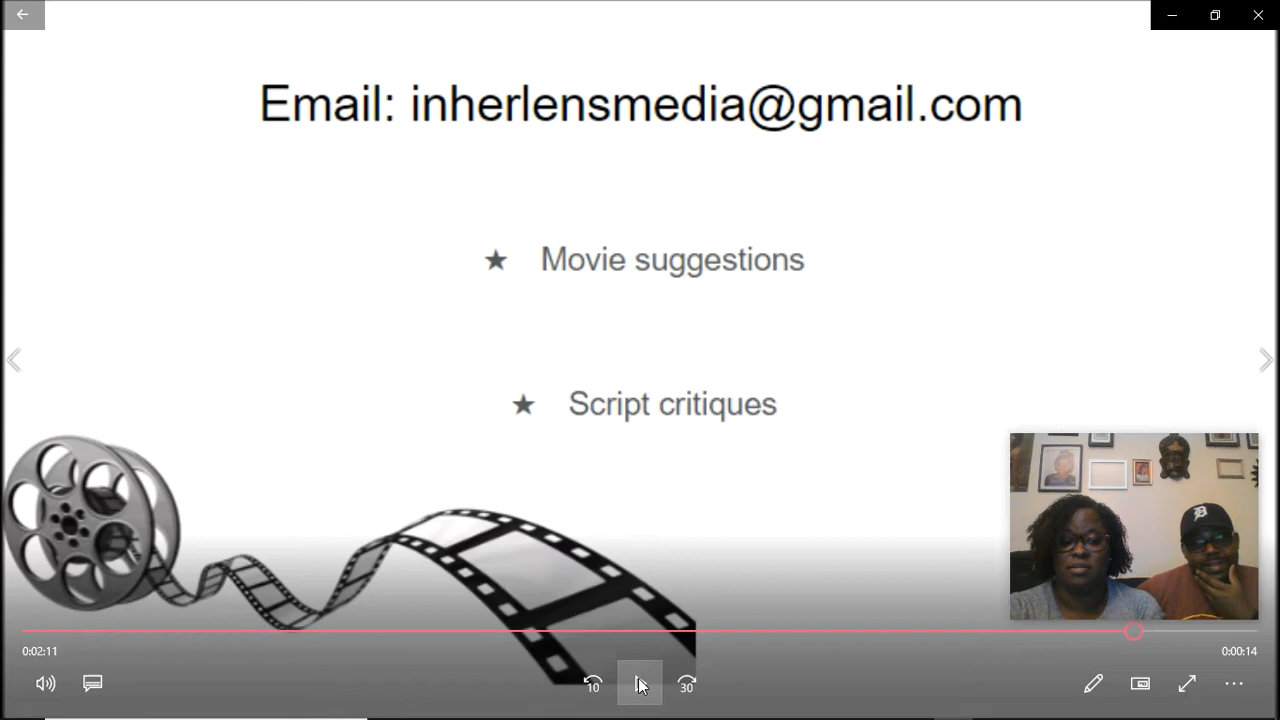 Email: inherlensmedia@gmail.com
★ Movie suggestions
★ Script critiques
0:02:11
0:00:14
10
30